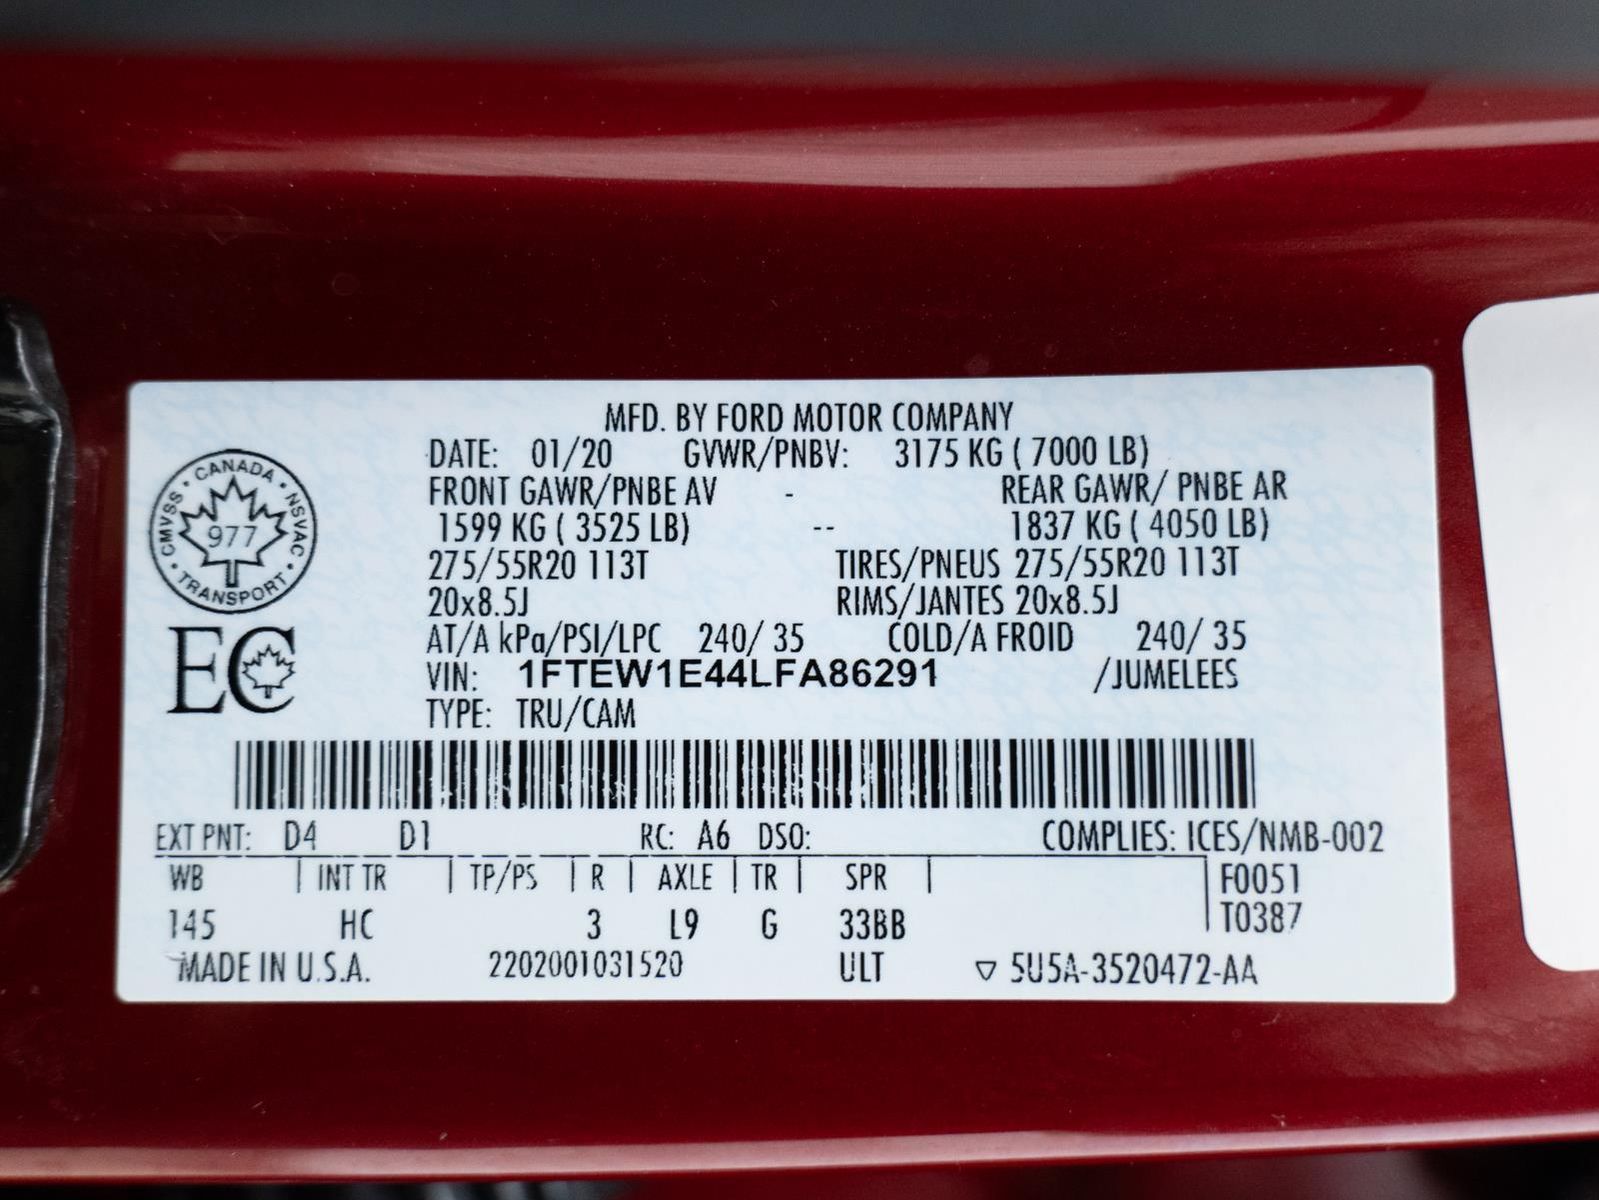 MFD. BY FORD MOTOR COMPANY
DATE: 01/20 GVWR/PNBV: 3175 KG ( 7000 LB)
FRONT GAWR/PNBE AV - REAR GAWR/ PNBE AR
1599 KG ( 3525 LB) -- 1837 KG ( 4050 LB)
275/55R20 113T TIRES/PNEUS 275/55R20 113T
20x8.5J RIMS/JANTES 20x8.5J
AT/A kPa/PSI/LPC 240/ 35 COLD/A FROID 240/ 35
VIN: 1FTEW1E44LFA86291 /JUMELEES
TYPE: TRU/CAM
CANADA · NSVAC · TRANSPORT · CMVSS ·
977
EC
EXT PNT: D4 D1 RC: A6 DSO: COMPLIES: ICES/NMB-002
WB | INT TR | TP/PS | R | AXLE | TR | SPR | F0051
T0387
145 HC 3 L9 G 33BB
MADE IN U.S.A. 2202001031520 ULT ▽ 5U5A-3520472-AA